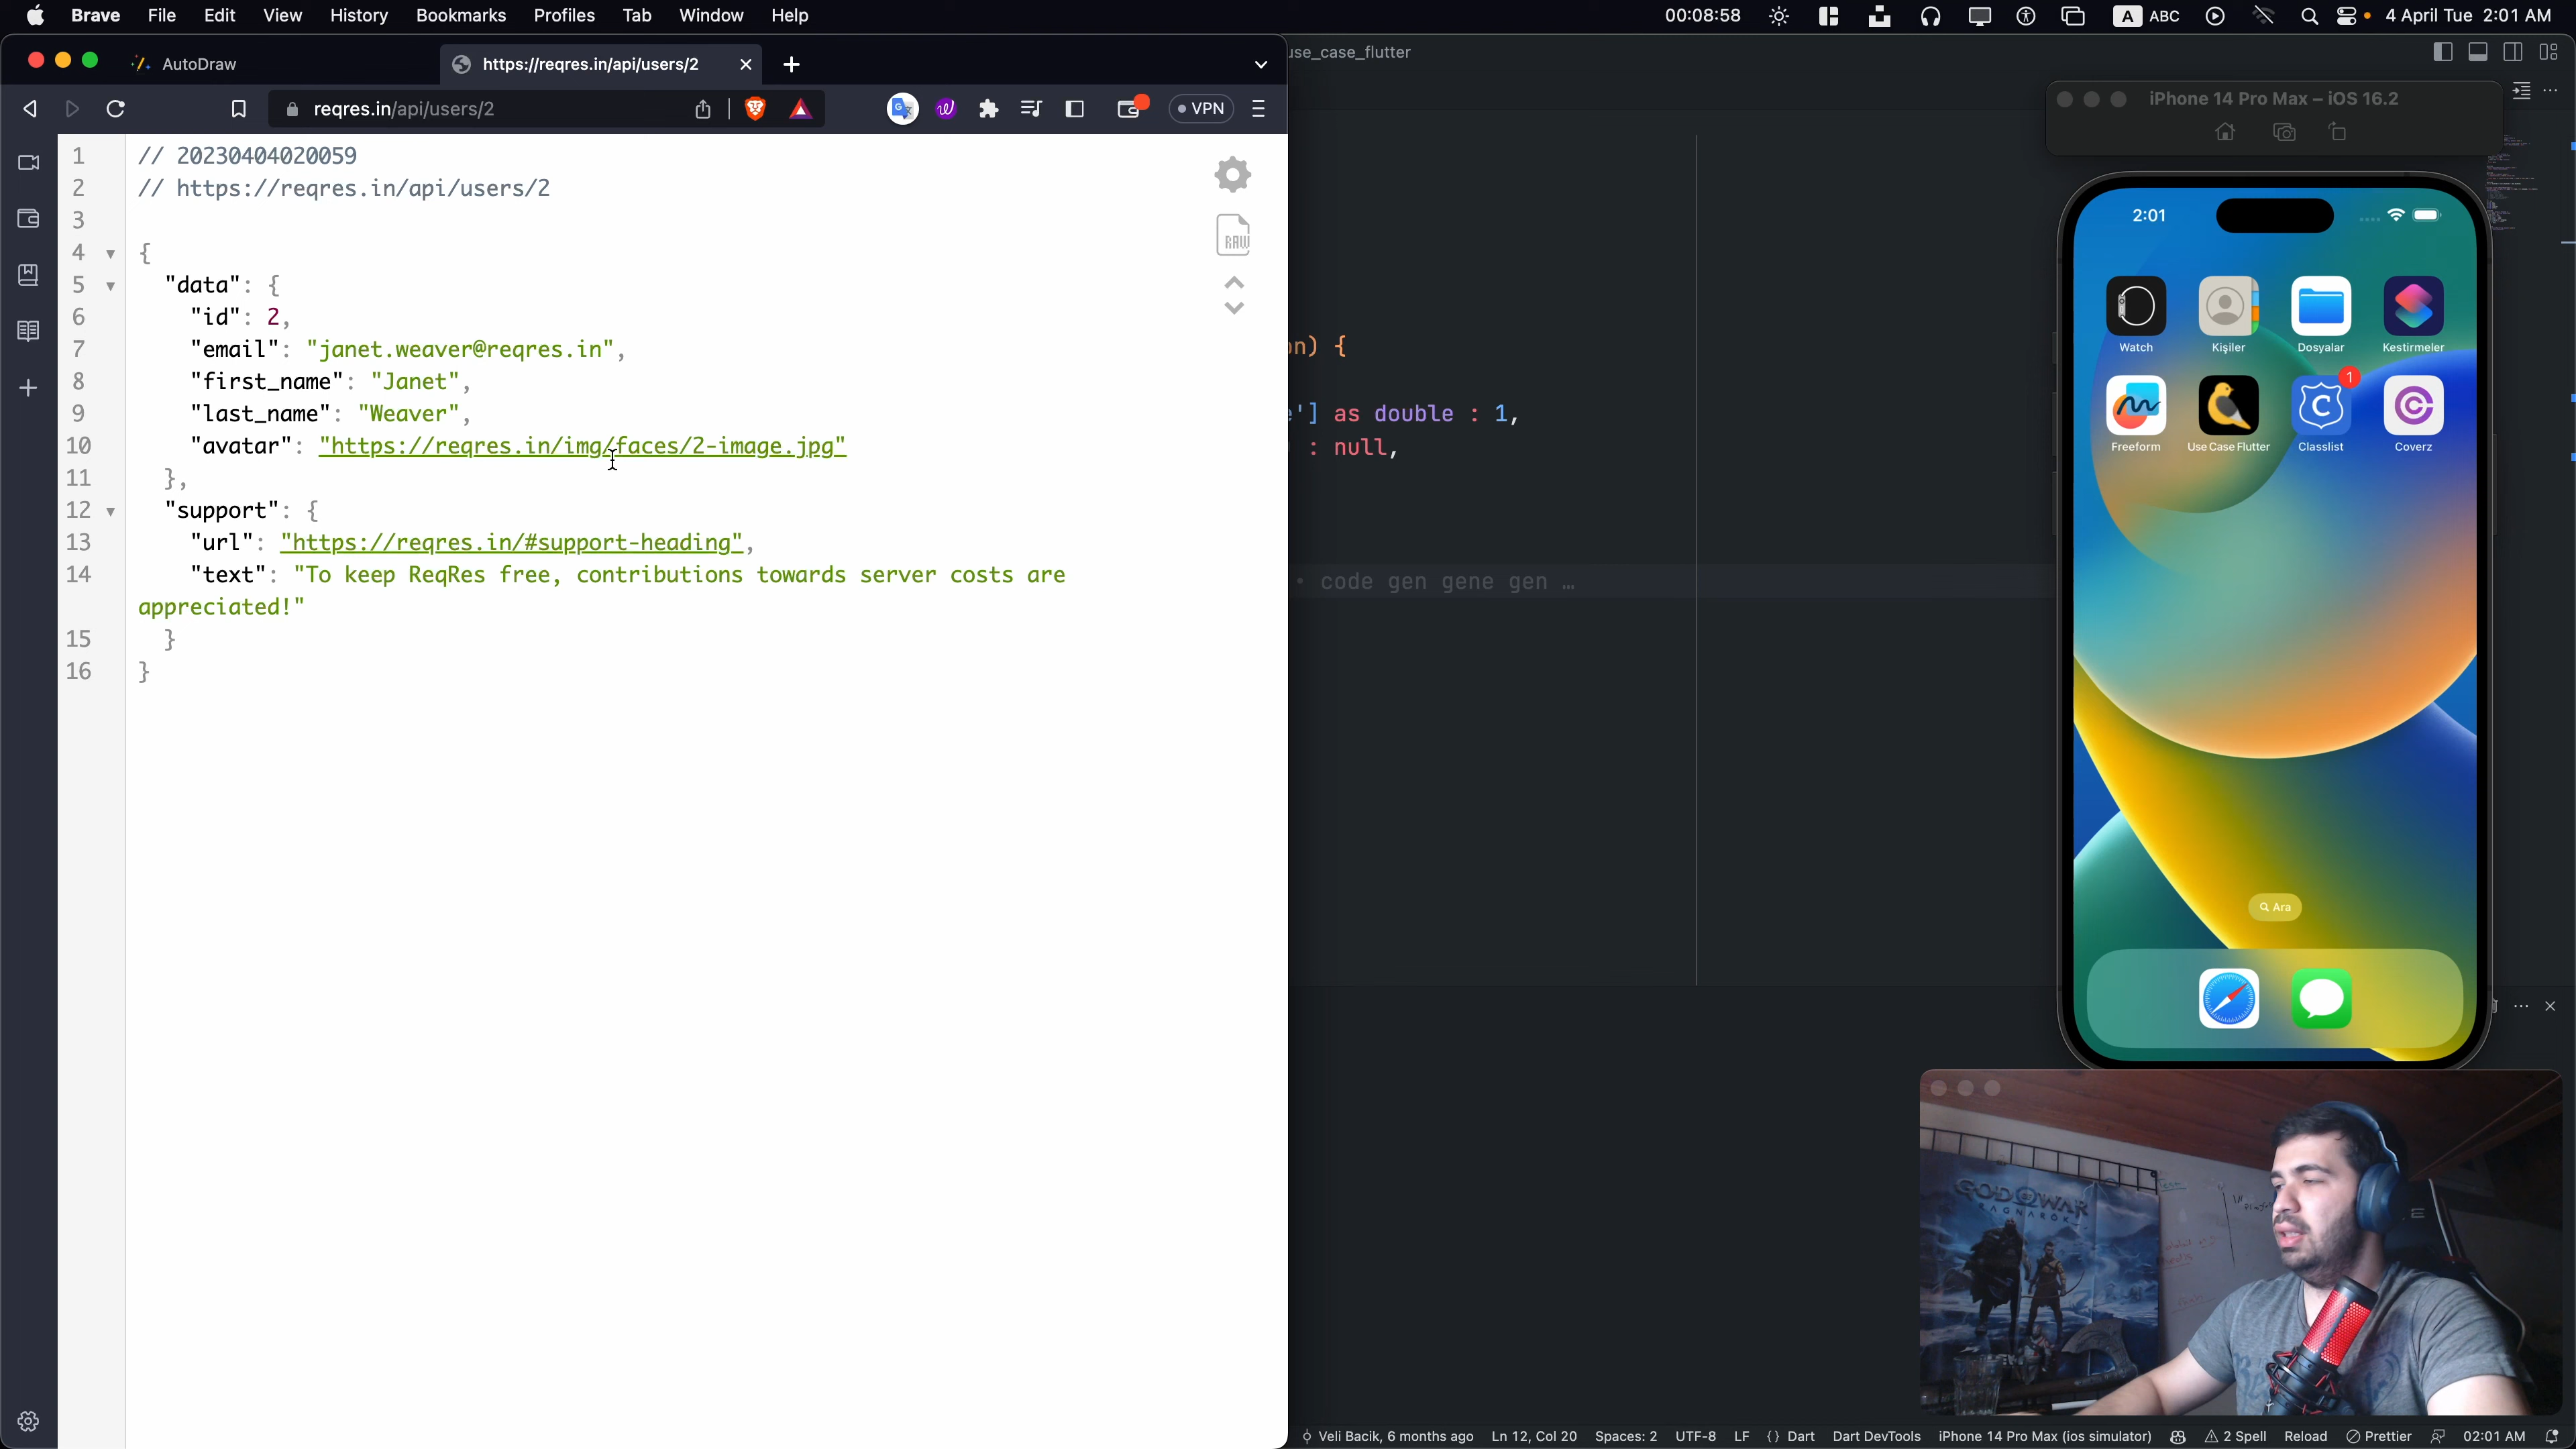 Brave File Edit View History Bookmarks Profiles Tab Window Help
00:08:58 A ABC 4 April Tue 2:01 AM
AutoDraw
https://reqres.in/api/users/2
use_case_flutter
reqres.in/api/users/2
VPN
iPhone 14 Pro Max – iOS 16.2
1 // 20230404020059
2 // https://reqres.in/api/users/2
3
4 {
5 "data": {
6 "id": 2,
7 "email": "janet.weaver@reqres.in",
8 "first_name": "Janet",
9 "last_name": "Weaver",
10 "avatar": "https://reqres.in/img/faces/2-image.jpg"
11 },
12 "support": {
13 "url": "https://reqres.in/#support-heading",
14 "text": "To keep ReqRes free, contributions towards server costs are
appreciated!"
15 }
16 }
RAW
on) {
e'] as double : 1,
: null,
• code gen gene gen …
2:01
Watch Kişiler Dosyalar Kestirmeler
1
Freeform Use Case Flutter Classlist Coverz
Ara
GOD OF WAR
RAGNARÖK
Veli Bacik, 6 months ago Ln 12, Col 20 Spaces: 2 UTF-8 LF {} Dart Dart DevTools iPhone 14 Pro Max (ios simulator) 2 Spell Reload Prettier 02:01 AM